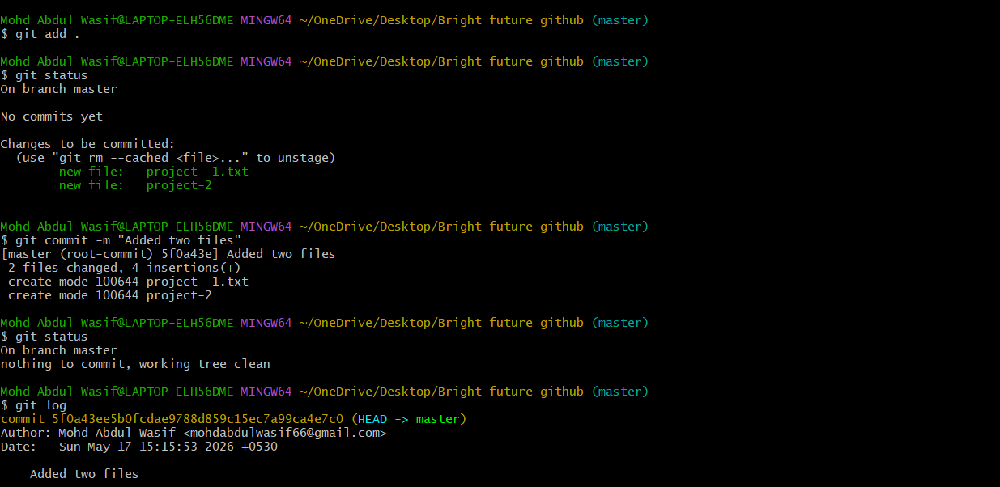 Mohd Abdul Wasif@LAPTOP-ELH56DME MINGW64 ~/OneDrive/Desktop/Bright future github (master)
$ git add .
Mohd Abdul Wasif@LAPTOP-ELH56DME MINGW64 ~/OneDrive/Desktop/Bright future github (master)
$ git status
On branch master
No commits yet
Changes to be committed:
  (use "git rm --cached <file>..." to unstage)
        new file:   project -1.txt
        new file:   project-2
Mohd Abdul Wasif@LAPTOP-ELH56DME MINGW64 ~/OneDrive/Desktop/Bright future github (master)
$ git commit -m "Added two files"
[master (root-commit) 5f0a43e] Added two files
 2 files changed, 4 insertions(+)
 create mode 100644 project -1.txt
 create mode 100644 project-2
Mohd Abdul Wasif@LAPTOP-ELH56DME MINGW64 ~/OneDrive/Desktop/Bright future github (master)
$ git status
On branch master
nothing to commit, working tree clean
Mohd Abdul Wasif@LAPTOP-ELH56DME MINGW64 ~/OneDrive/Desktop/Bright future github (master)
$ git log
commit 5f0a43ee5b0fcdae9788d859c15ec7a99ca4e7c0 (HEAD -> master)
Author: Mohd Abdul Wasif <mohdabdulwasif66@gmail.com>
Date:   Sun May 17 15:15:53 2026 +0530
    Added two files